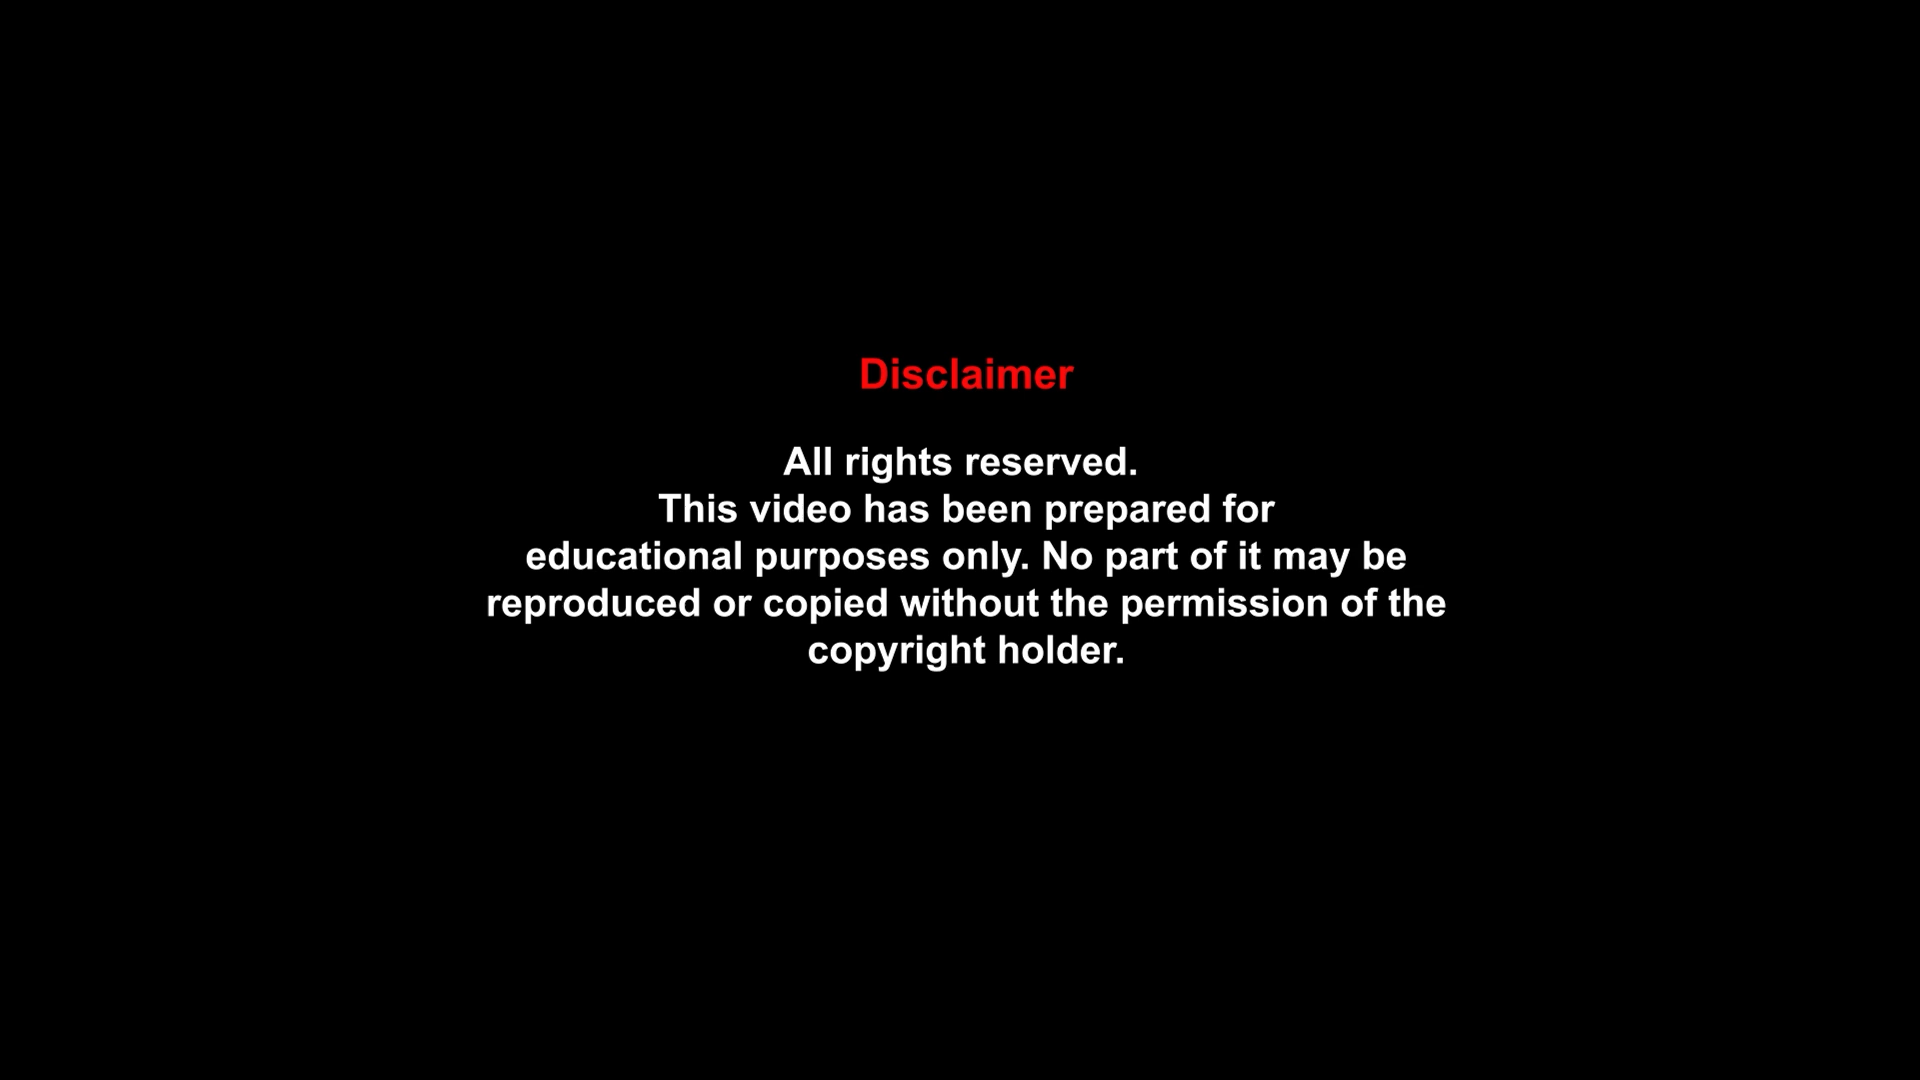 Disclaimer
All rights reserved.
This video has been prepared for
educational purposes only. No part of it may be
reproduced or copied without the permission of the
copyright holder.